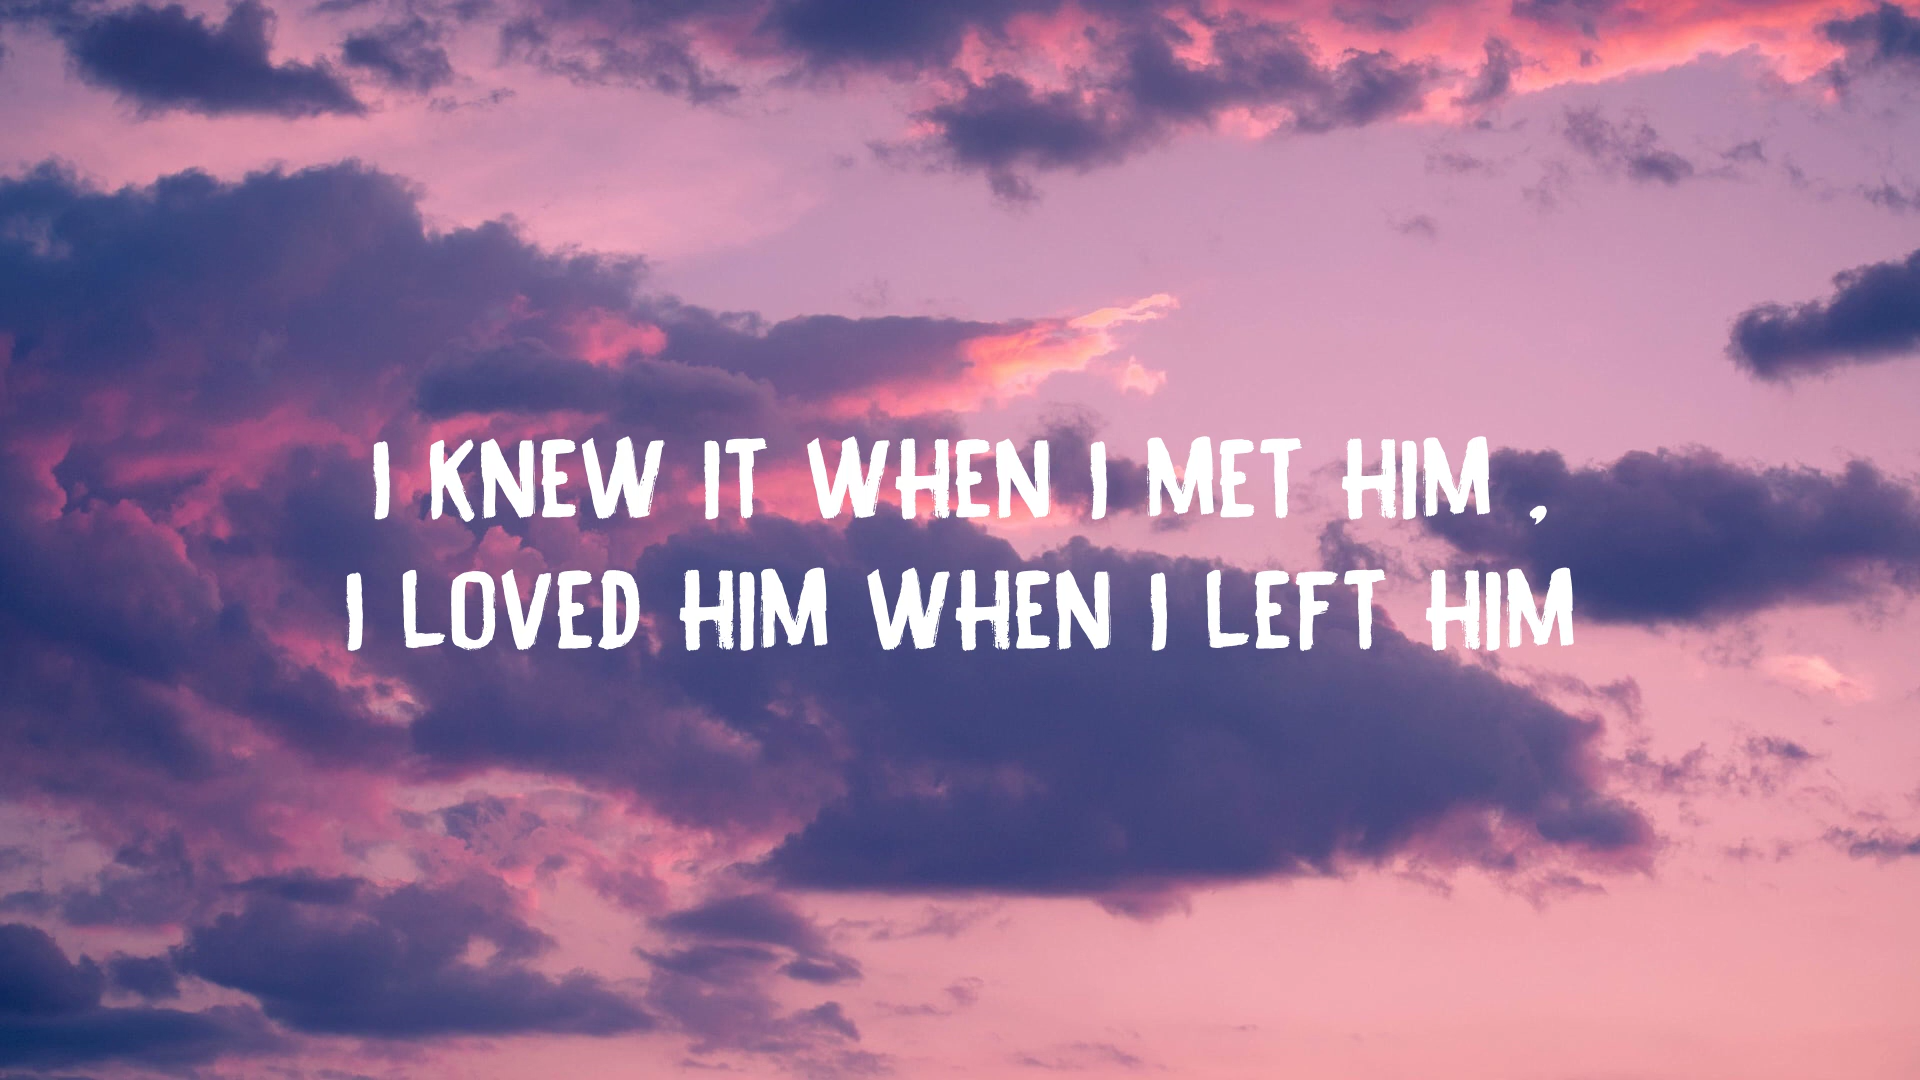 I KNEW IT WHEN I MET HIM ,
I LOVED HIM WHEN I LEFT HIM